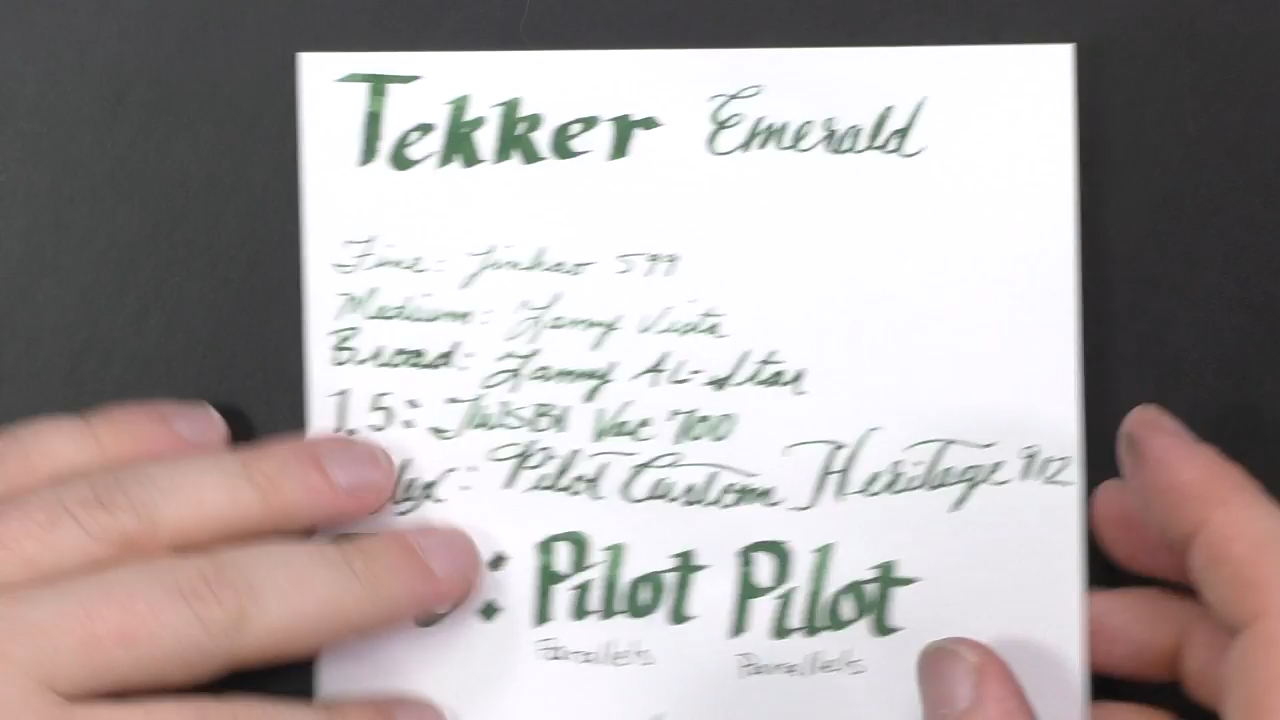 Tekker Emerald
Fine: Jinhao 599
Medium: Lamy Vista
Broad: Lamy AL-Star
1.5: TWSBI Vac 700
Pilot Custom Heritage 912
: Pilot Pilot
Parallels Parallels